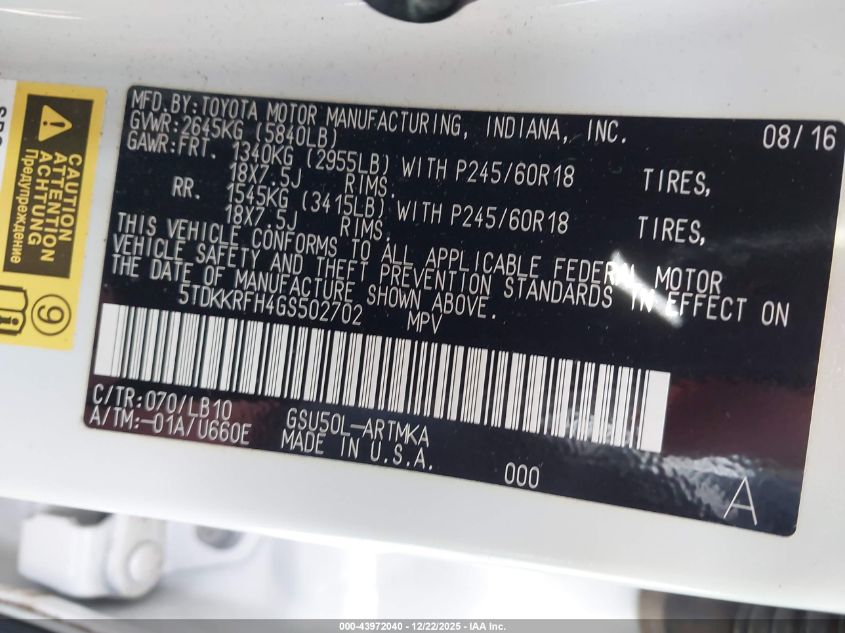 MFD.BY:TOYOTA MOTOR MANUFACTURING, INDIANA, INC. 08/16
GVWR:2645KG (5840LB)
GAWR:FRT. 1340KG (2955LB) WITH P245/60R18 TIRES,
18X7.5J RIMS.
RR. 1545KG (3415LB) WITH P245/60R18 TIRES,
18X7.5J RIMS.
THIS VEHICLE CONFORMS TO ALL APPLICABLE FEDERAL MOTOR
VEHICLE SAFETY AND THEFT PREVENTION STANDARDS IN EFFECT ON
THE DATE OF MANUFACTURE SHOWN ABOVE.
5TDKKRFH4GS502702 MPV
C/TR:070/LB10 GSU50L-ARTMKA
A/TM:-01A/U660E MADE IN U.S.A. 000
A
CAUTION
ATTENTION
ACHTUNG
Предупреждение
9
000-43972040 - 12/22/2025 - IAA Inc.